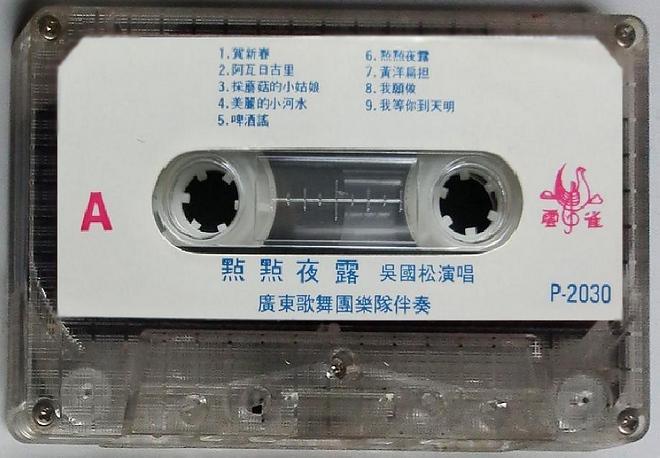 1. 賀新春
2. 阿瓦日古里
3. 採蘑菇的小姑娘
4. 美麗的小河水
5. 啤酒謠
6. 點點夜露
7. 黃洋扁担
8. 我願做
9. 我等你到天明
A
雲雀
點點夜露 吳國松演唱
廣東歌舞團樂隊伴奏
P-2030